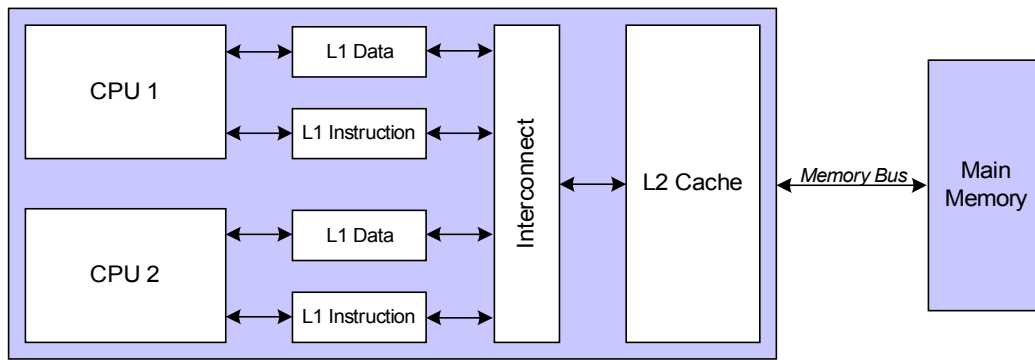 CPU 1
L1 Data
L1 Instruction
CPU 2
L1 Data
L1 Instruction
Interconnect
L2 Cache
Memory Bus
Main
Memory